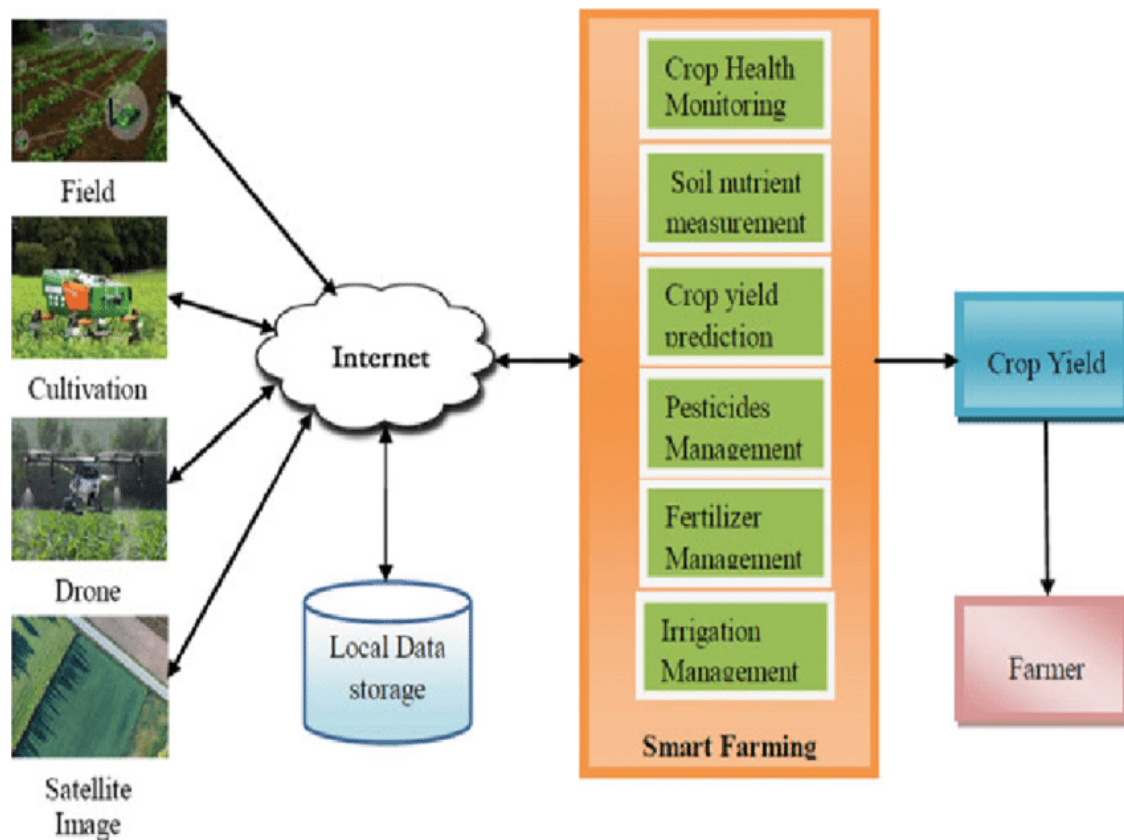 Field
Cultivation
Drone
Satellite
Image
Internet
Local Data
storage
Crop Health
Monitoring
Soil nutrient
measurement
Crop yield
prediction
Pesticides
Management
Fertilizer
Management
Irrigation
Management
Smart Farming
Crop Yield
Farmer